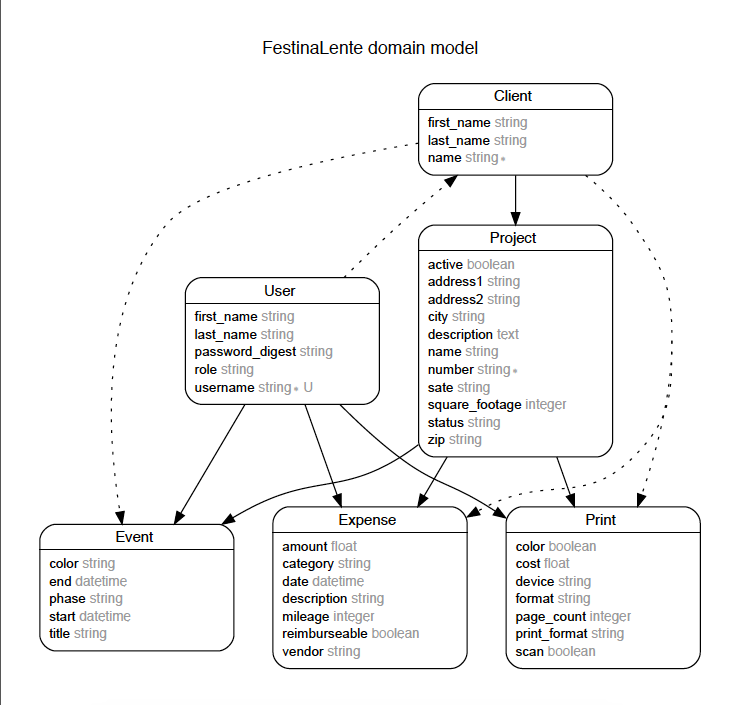 FestinaLente domain model
Client
first_name string
last_name string
name string*
Project
active boolean
address1 string
address2 string
city string
description text
name string
number string*
sate string
square_footage integer
status string
zip string
User
first_name string
last_name string
password_digest string
role string
username string* U
Event
color string
end datetime
phase string
start datetime
title string
Expense
amount float
category string
date datetime
description string
mileage integer
reimburseable boolean
vendor string
Print
color boolean
cost float
device string
format string
page_count integer
print_format string
scan boolean